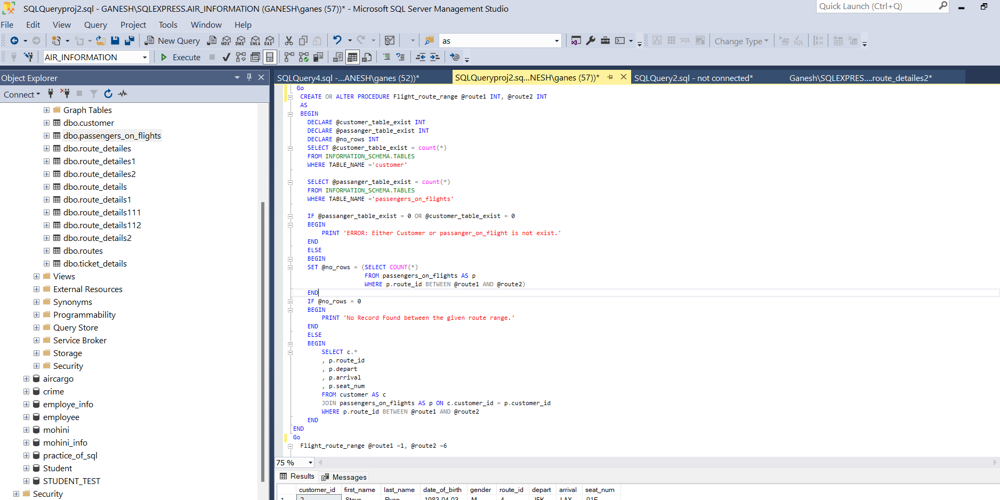 SQLQueryproj2.sql - GANESH\SQLEXPRESS.AIR_INFORMATION (GANESH\ganes (57))* - Microsoft SQL Server Management Studio
Quick Launch (Ctrl+Q)
File Edit View Query Project Tools Window Help
New Query MDX DMX XMLA DAX as SQL Change Type SQL
AIR_INFORMATION Execute
Object Explorer
SQLQuery4.sql -...ANESH\ganes (52))* SQLQueryproj2.sq...NESH\ganes (57))* SQLQuery2.sql - not connected* Ganesh\SQLEXPRES....route_detailes2*
Connect
Graph Tables
dbo.customer
dbo.passengers_on_flights
dbo.route_detailes
dbo.route_detailes1
dbo.route_detailes2
dbo.route_details
dbo.route_details1
dbo.route_details111
dbo.route_details112
dbo.route_details2
dbo.routes
dbo.ticket_details
Views
External Resources
Synonyms
Programmability
Query Store
Service Broker
Storage
Security
aircargo
crime
employe_info
employee
mohini
mohini_info
practice_of_sql
Student
STUDENT_TEST
Security
Go
CREATE OR ALTER PROCEDURE Flight_route_range @route1 INT, @route2 INT
AS
BEGIN
DECLARE @customer_table_exist INT
DECLARE @passanger_table_exist INT
DECLARE @no_rows INT
SELECT @customer_table_exist = count(*)
FROM INFORMATION_SCHEMA.TABLES
WHERE TABLE_NAME ='customer'
SELECT @passanger_table_exist = count(*)
FROM INFORMATION_SCHEMA.TABLES
WHERE TABLE_NAME ='passengers_on_flights'
IF @passanger_table_exist = 0 OR @customer_table_exist = 0
BEGIN
PRINT 'ERROR: Either Customer or passanger_on_flight is not exist.'
END
ELSE
BEGIN
SET @no_rows = (SELECT COUNT(*)
FROM passengers_on_flights AS p
WHERE p.route_id BETWEEN @route1 AND @route2)
END
IF @no_rows = 0
BEGIN
PRINT 'No Record Found between the given route range.'
END
ELSE
BEGIN
SELECT c.*
, p.route_id
, p.depart
, p.arrival
, p.seat_num
FROM customer AS c
JOIN passengers_on_flights AS p ON c.customer_id = p.customer_id
WHERE p.route_id BETWEEN @route1 AND @route2
END
END
Go
Flight_route_range @route1 =1, @route2 =6
75 %
Results Messages
customer_id first_name last_name date_of_birth gender route_id depart arrival seat_num
1 2 Steve Ryan 1983-04-03 M 4 JFK LAX 01E